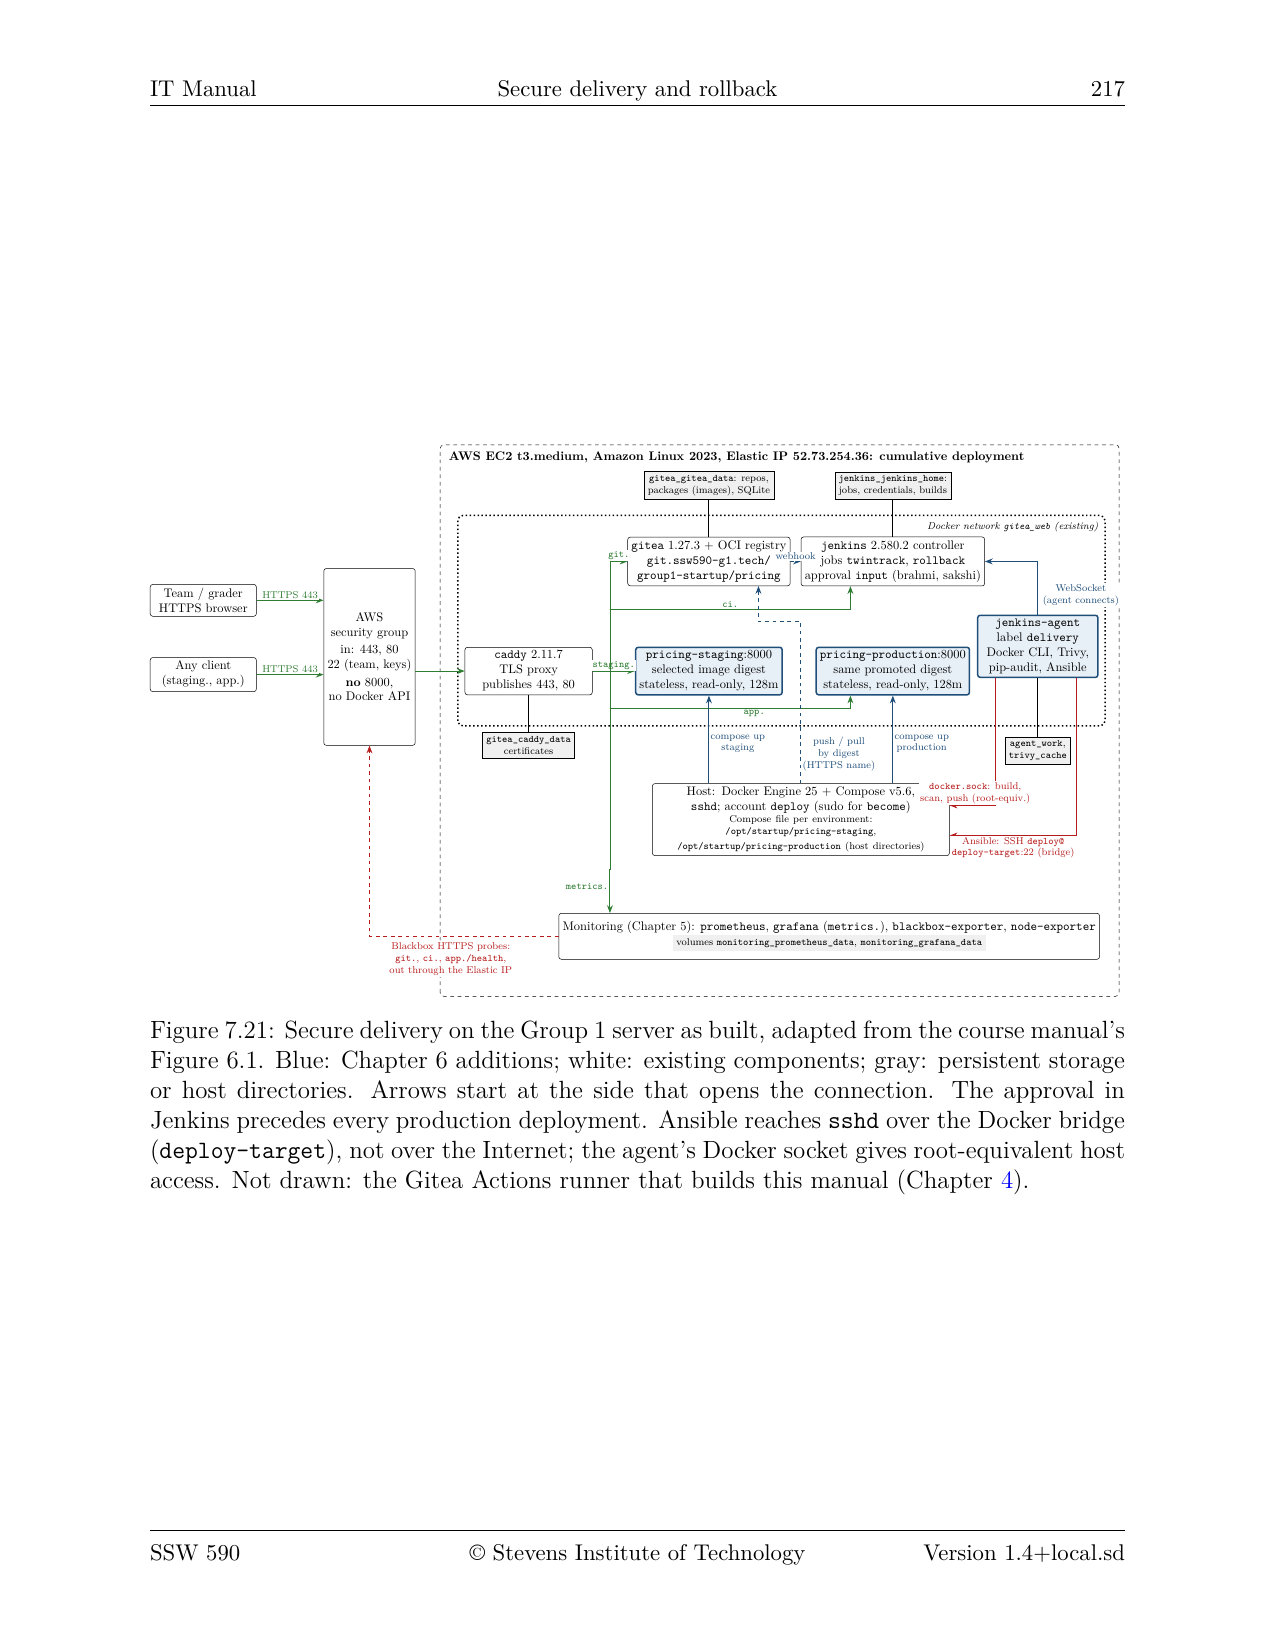 IT Manual
Secure delivery and rollback
217
AWS EC2 t3.medium, Amazon Linux 2023, Elastic IP 52.73.254.36: cumulative deployment
gitea_gitea_data: repos,
packages (images), SQLite
jenkins_jenkins_home:
jobs, credentials, builds
Docker network gitea_web (existing)
git.
gitea 1.27.3 + OCI registry
git.ssw590-g1.tech/
group1-startup/pricing
webhook
jenkins 2.580.2 controller
jobs twintrack, rollback
approval input (brahmi, sakshi)
WebSocket
(agent connects)
Team / grader
HTTPS browser
HTTPS 443
Any client
(staging., app.)
HTTPS 443
AWS
security group
in: 443, 80
22 (team, keys)
no 8000,
no Docker API
ci.
jenkins-agent
label delivery
Docker CLI, Trivy,
pip-audit, Ansible
caddy 2.11.7
TLS proxy
publishes 443, 80
staging.
pricing-staging:8000
selected image digest
stateless, read-only, 128m
pricing-production:8000
same promoted digest
stateless, read-only, 128m
app.
gitea_caddy_data
certificates
compose up
staging
push / pull
by digest
(HTTPS name)
compose up
production
agent_work,
trivy_cache
Host: Docker Engine 25 + Compose v5.6,
sshd; account deploy (sudo for become)
Compose file per environment:
/opt/startup/pricing-staging,
/opt/startup/pricing-production (host directories)
docker.sock: build,
scan, push (root-equiv.)
Ansible: SSH deploy@
deploy-target:22 (bridge)
metrics.
Monitoring (Chapter 5): prometheus, grafana (metrics.), blackbox-exporter, node-exporter
volumes monitoring_prometheus_data, monitoring_grafana_data
Blackbox HTTPS probes:
git., ci., app./health,
out through the Elastic IP
Figure 7.21: Secure delivery on the Group 1 server as built, adapted from the course manual's
Figure 6.1. Blue: Chapter 6 additions; white: existing components; gray: persistent storage
or host directories. Arrows start at the side that opens the connection. The approval in
Jenkins precedes every production deployment. Ansible reaches sshd over the Docker bridge
(deploy-target), not over the Internet; the agent's Docker socket gives root-equivalent host
access. Not drawn: the Gitea Actions runner that builds this manual (Chapter 4).
SSW 590
© Stevens Institute of Technology
Version 1.4+local.sd